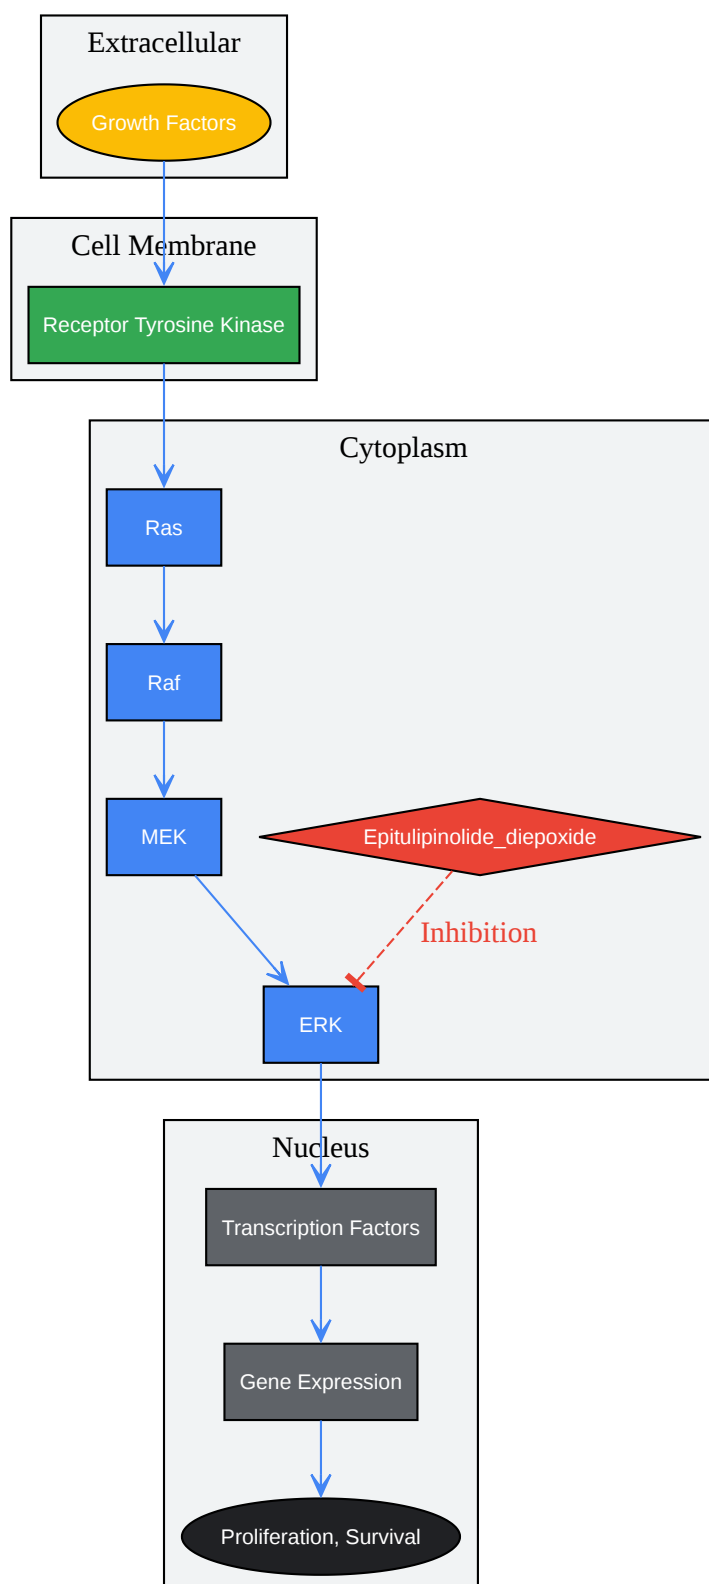 Extracellular
Growth Factors
Cell Membrane
Receptor Tyrosine Kinase
Cytoplasm
Ras
Raf
MEK
Epitulipinolide_diepoxide
Inhibition
ERK
Nucleus
Transcription Factors
Gene Expression
Proliferation, Survival